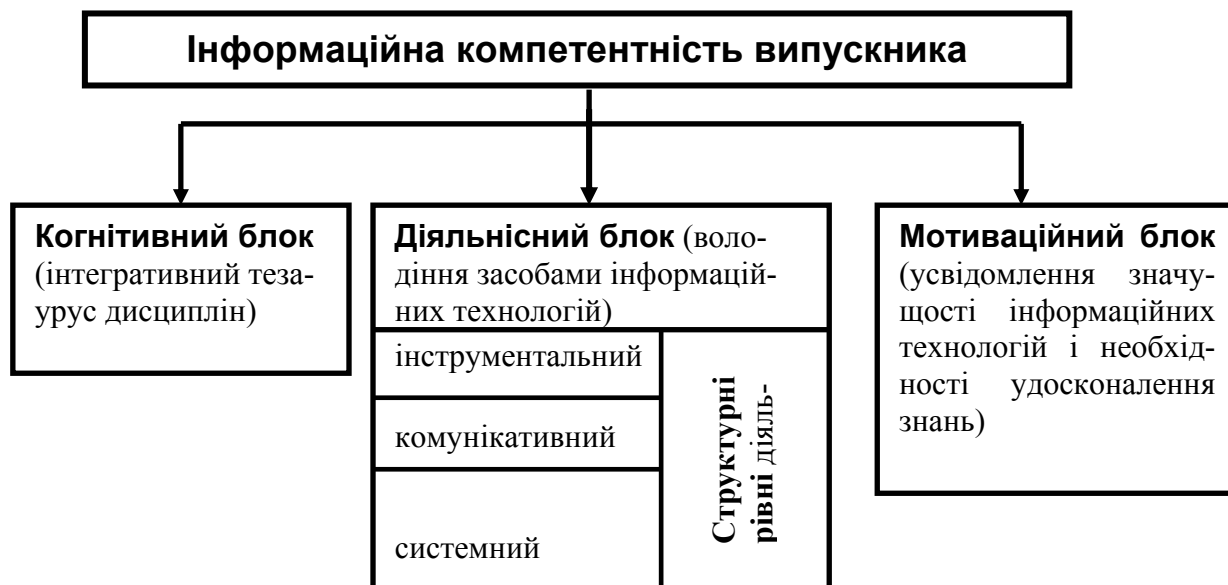 Інформаційна компетентність випускника
Когнітивний блок
(інтегративний теза-
урус дисциплін)
Діяльнісний блок (воло-
діння засобами інформацій-
них технологій)
інструментальний
комунікативний
системний
Структурні
рівні діяль-
Мотиваційний блок
(усвідомлення значу-
щості інформаційних
технологій і необхід-
ності удосконалення
знань)